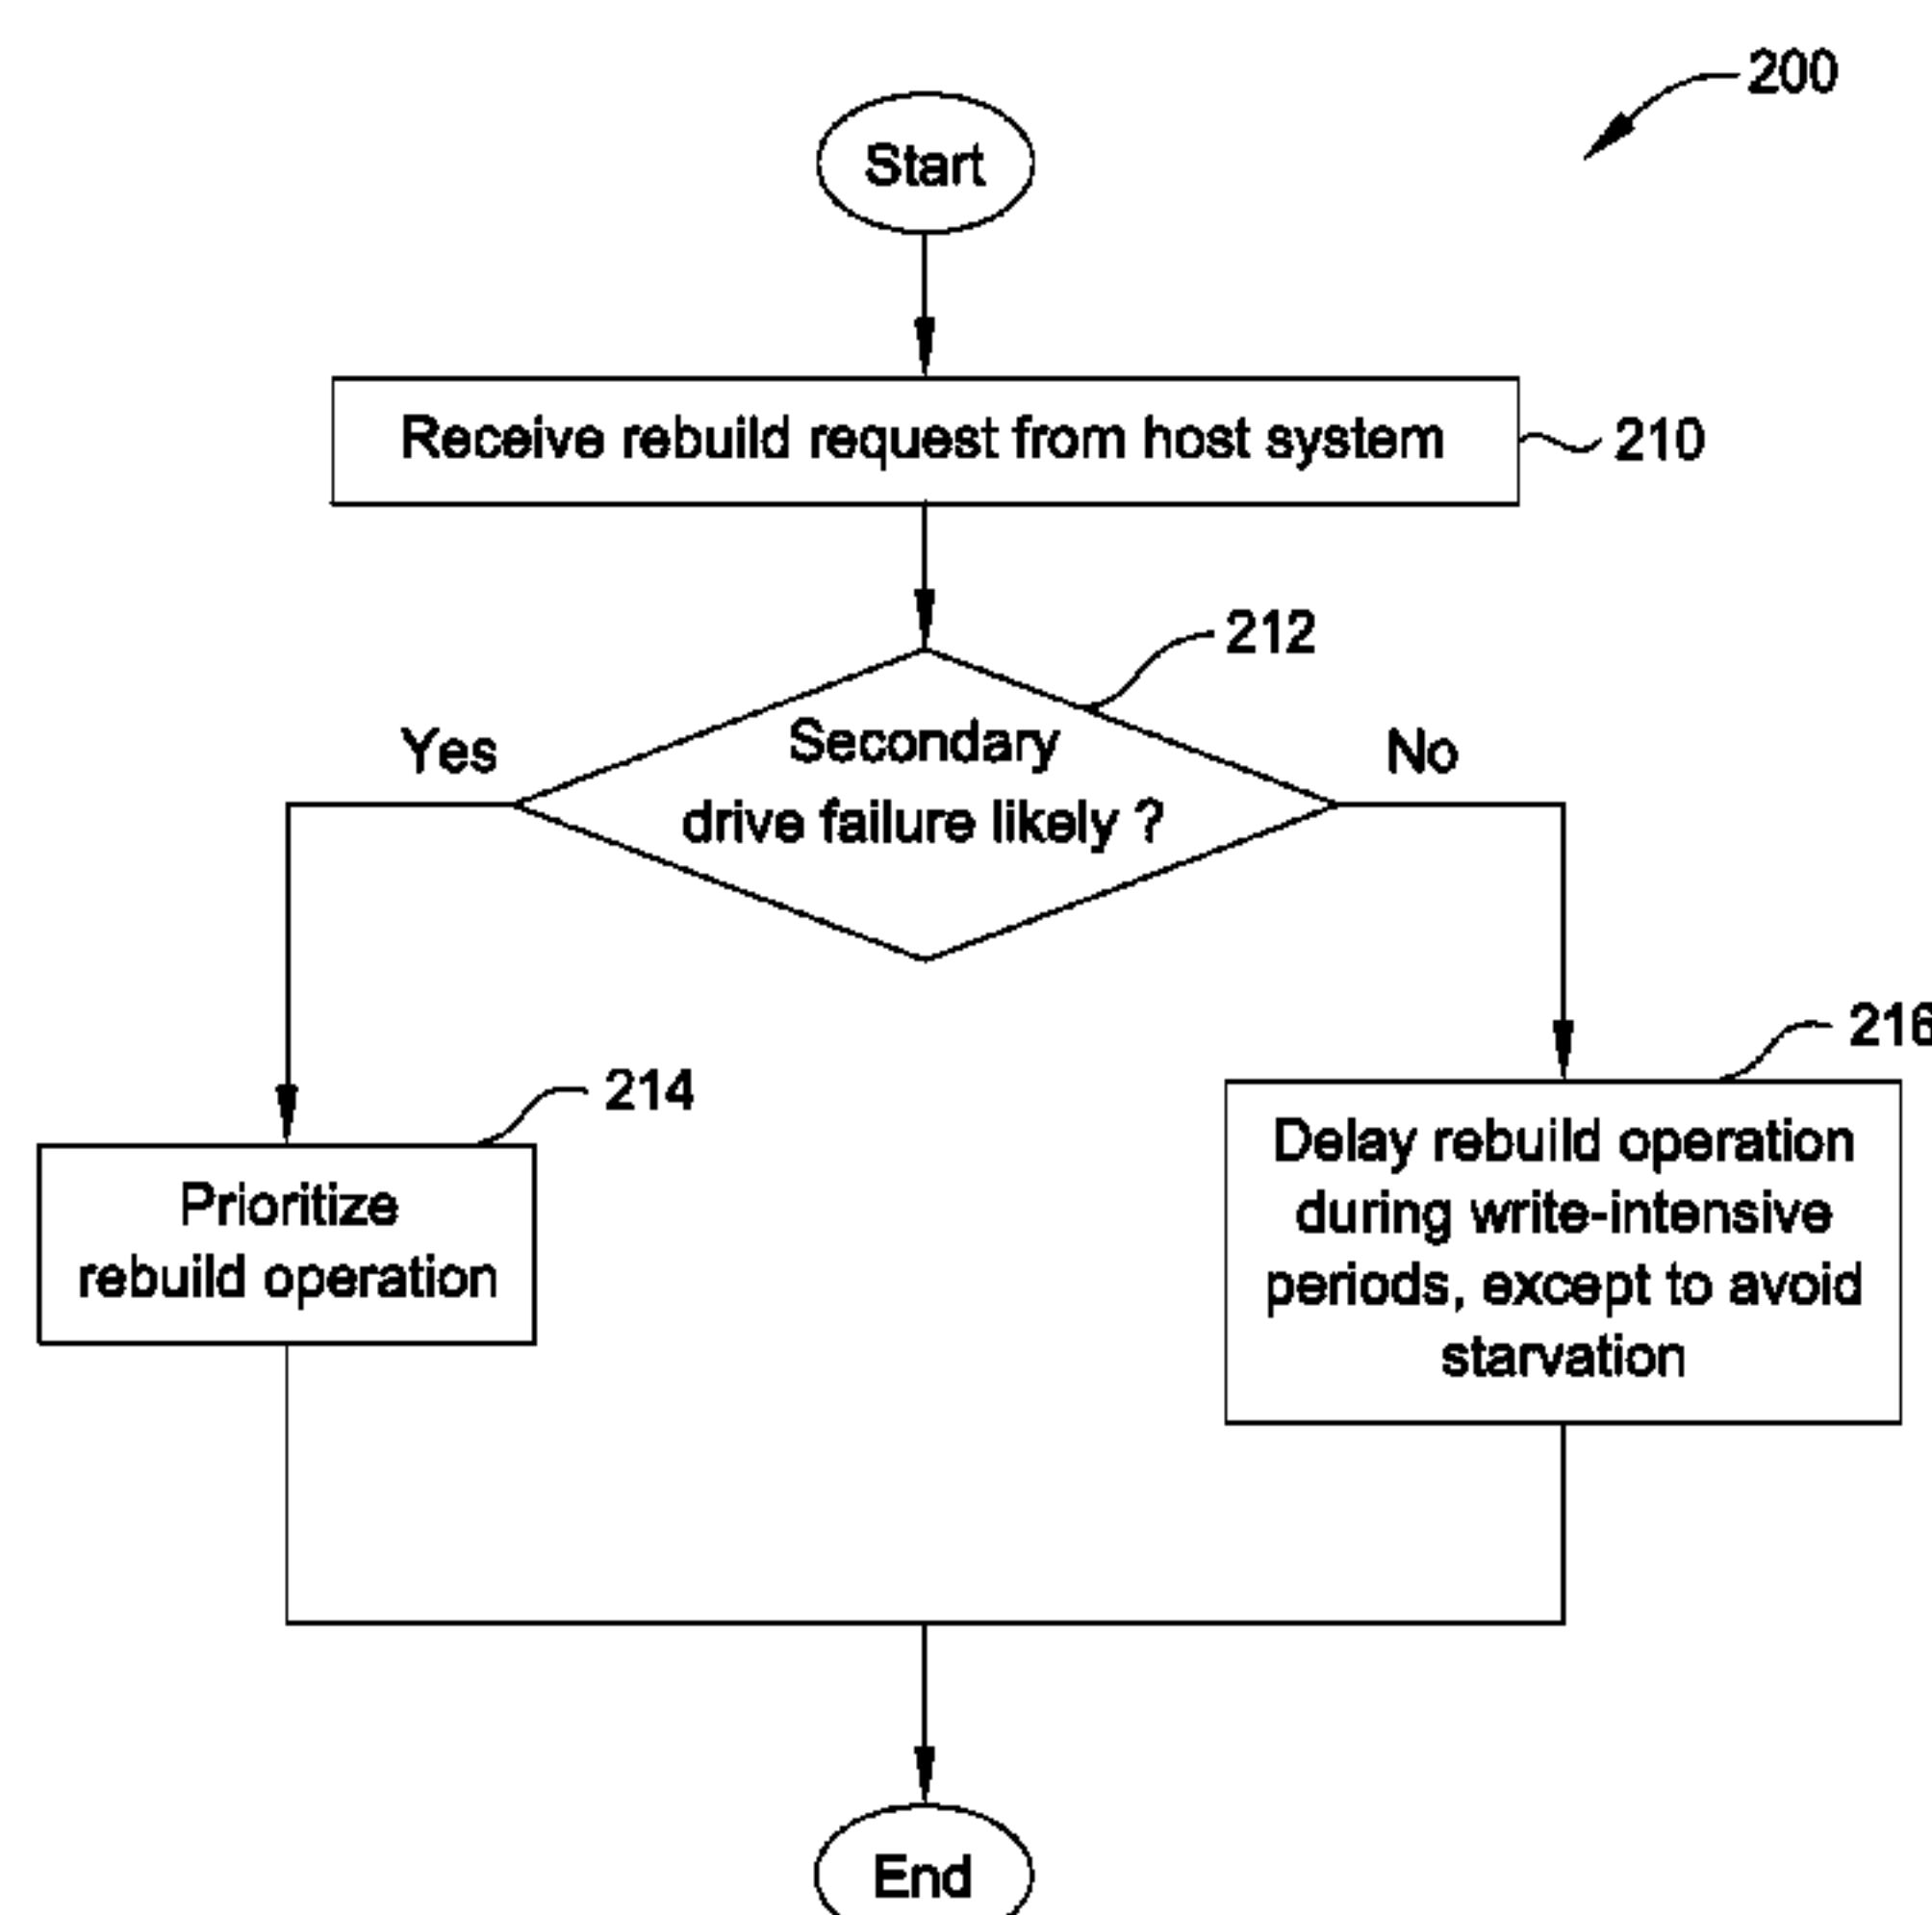 200
Start
Receive rebuild request from host system
210
212
Yes
Secondary
No
drive failure likely ?
216
214
Delay rebuild operation
Prioritize
during write-intensive
rebuild operation
periods, except to avoid
starvation
End